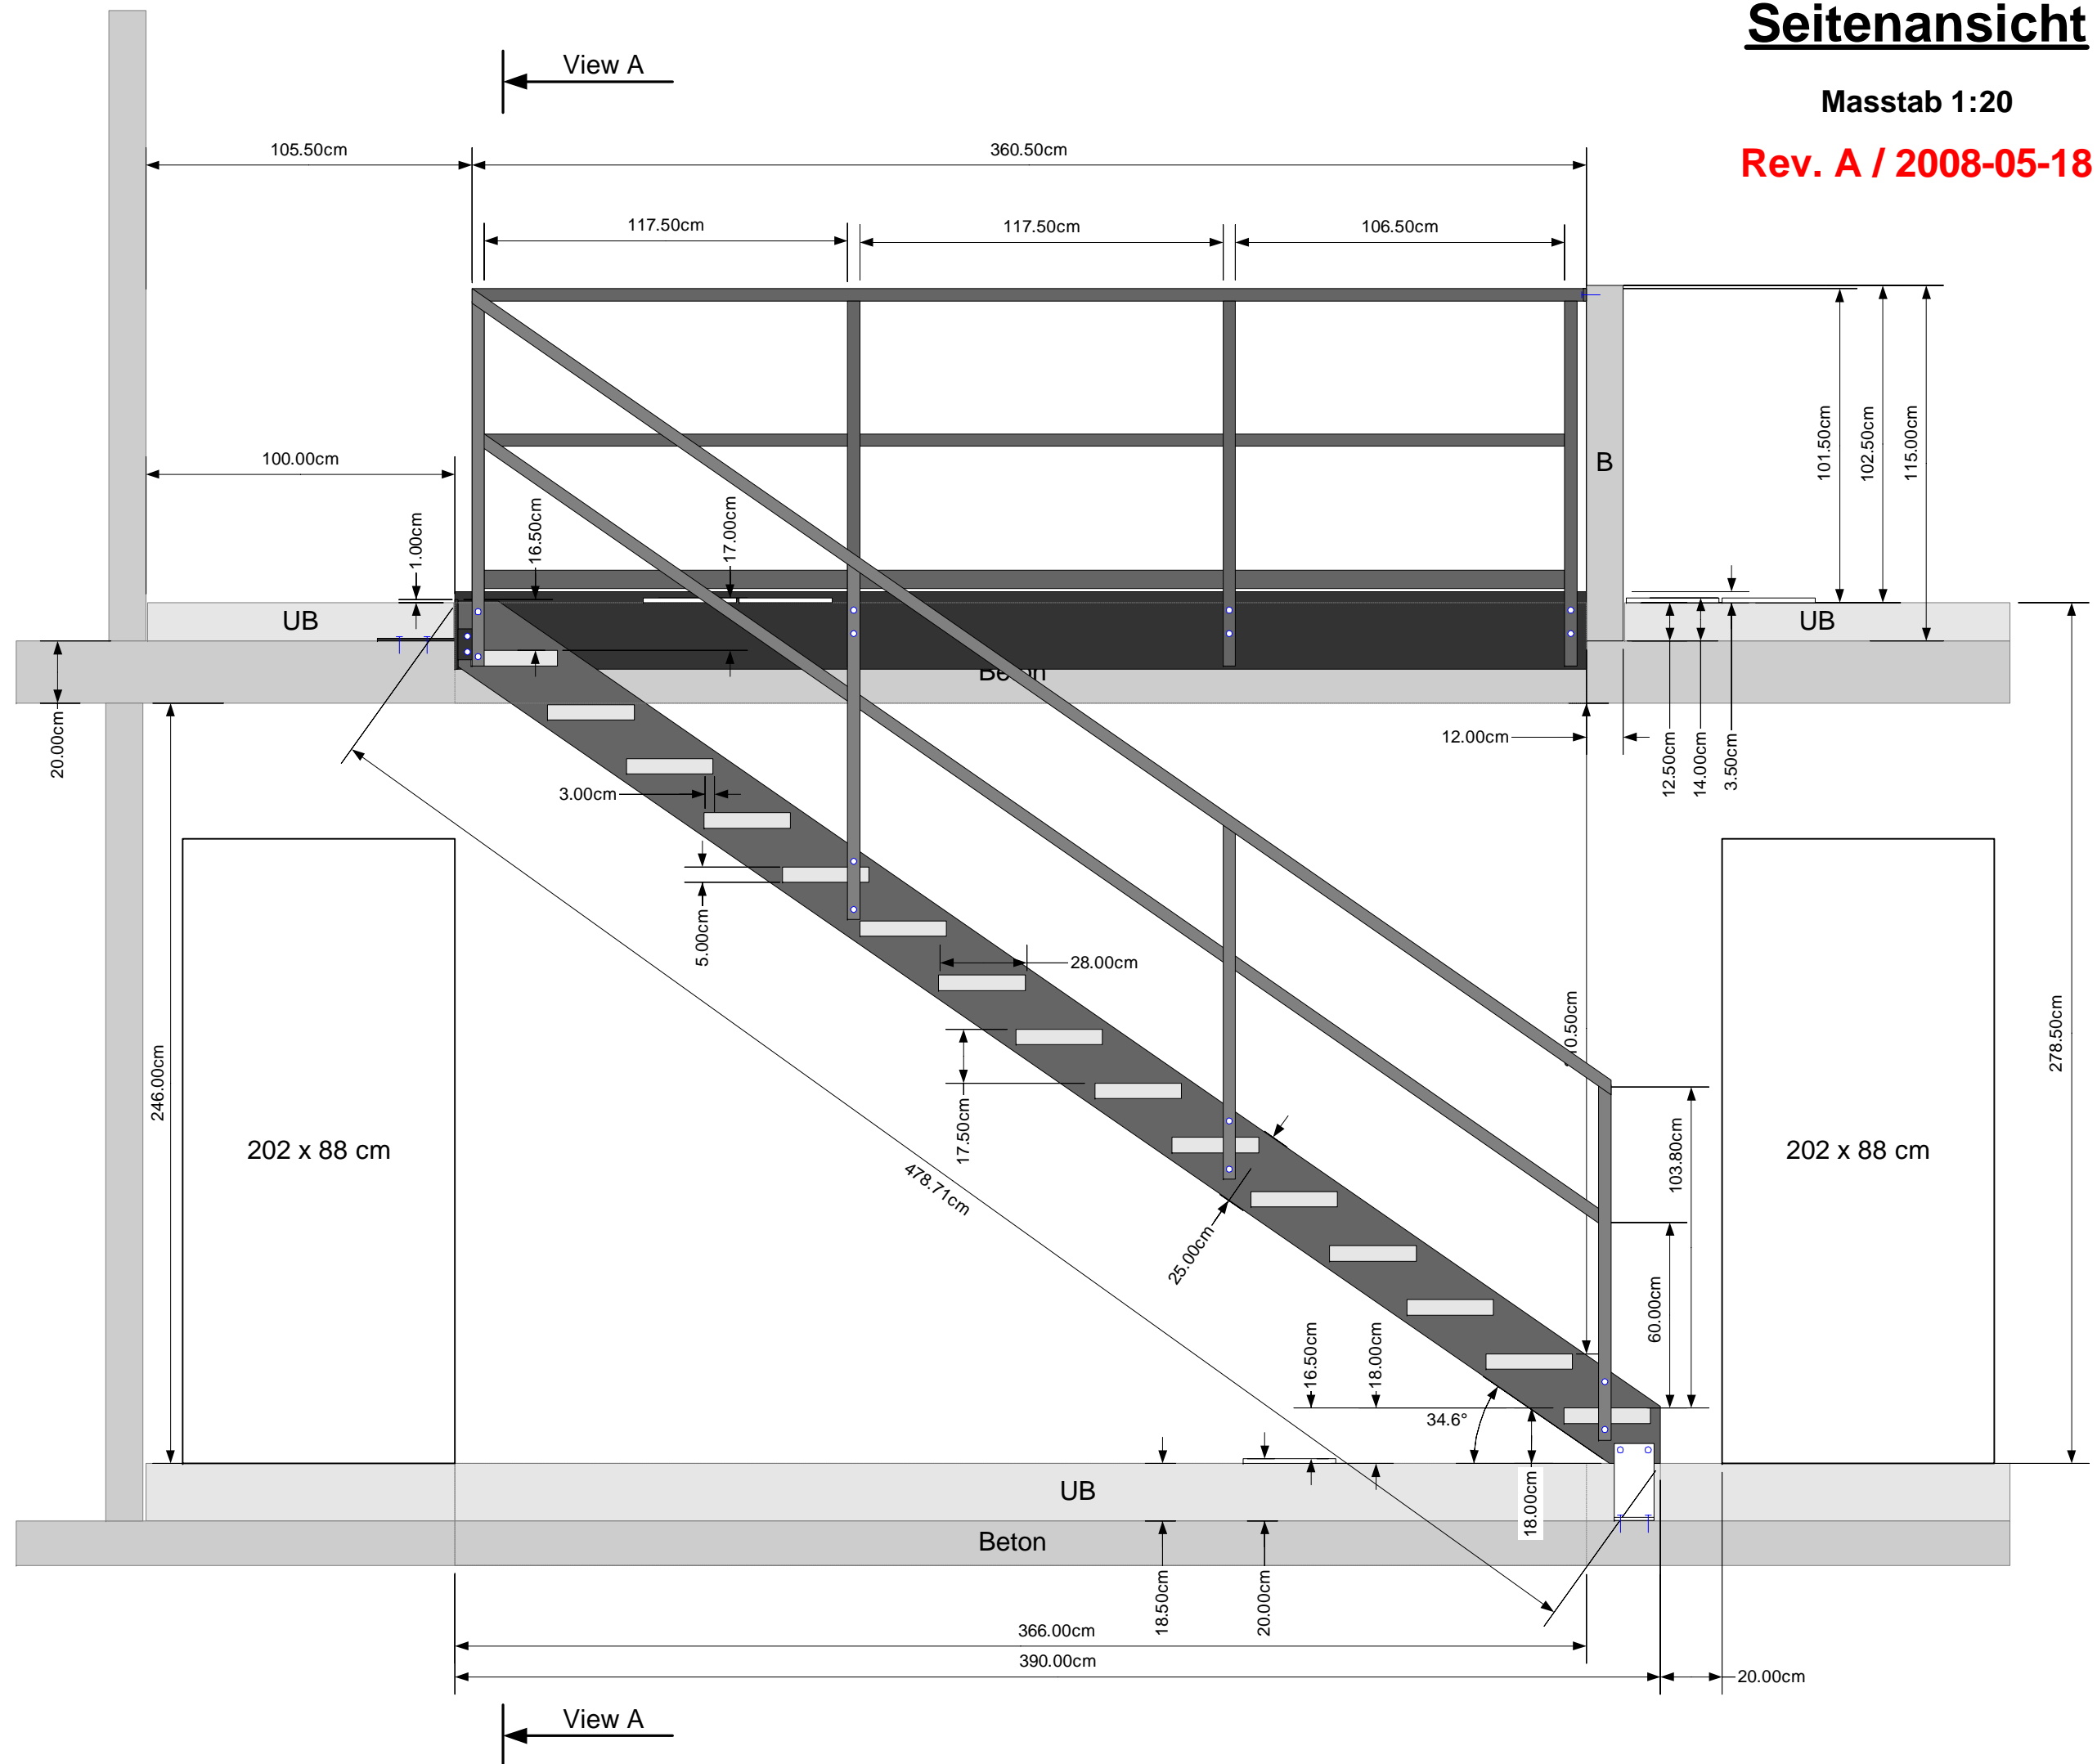 Seitenansicht
View A
Masstab 1:20
105.50cm
360.50cm
Rev. A / 2008-05-18
117.50cm
117.50cm
106.50cm
100.00cm
B
101.50cm
102.50cm
115.00cm
1.00cm
16.50cm
17.00cm
UB
UB
Beton
20.00cm
12.00cm
12.50cm
14.00cm
3.50cm
3.00cm
5.00cm
28.00cm
10.50cm
278.50cm
246.00cm
17.50cm
103.80cm
202 x 88 cm
202 x 88 cm
478.71cm
25.00cm
60.00cm
16.50cm
18.00cm
34.6°
18.00cm
UB
Beton
18.50cm
20.00cm
366.00cm
390.00cm
20.00cm
View A